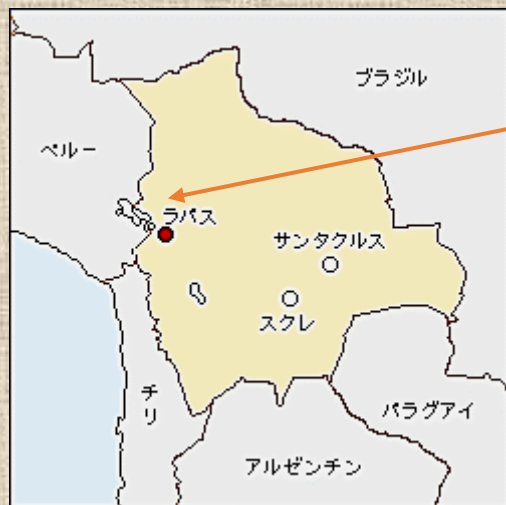 ブラジル
ペルー
ラパス
サンタクルス
スクレ
チリ
パラグアイ
アルゼンチン